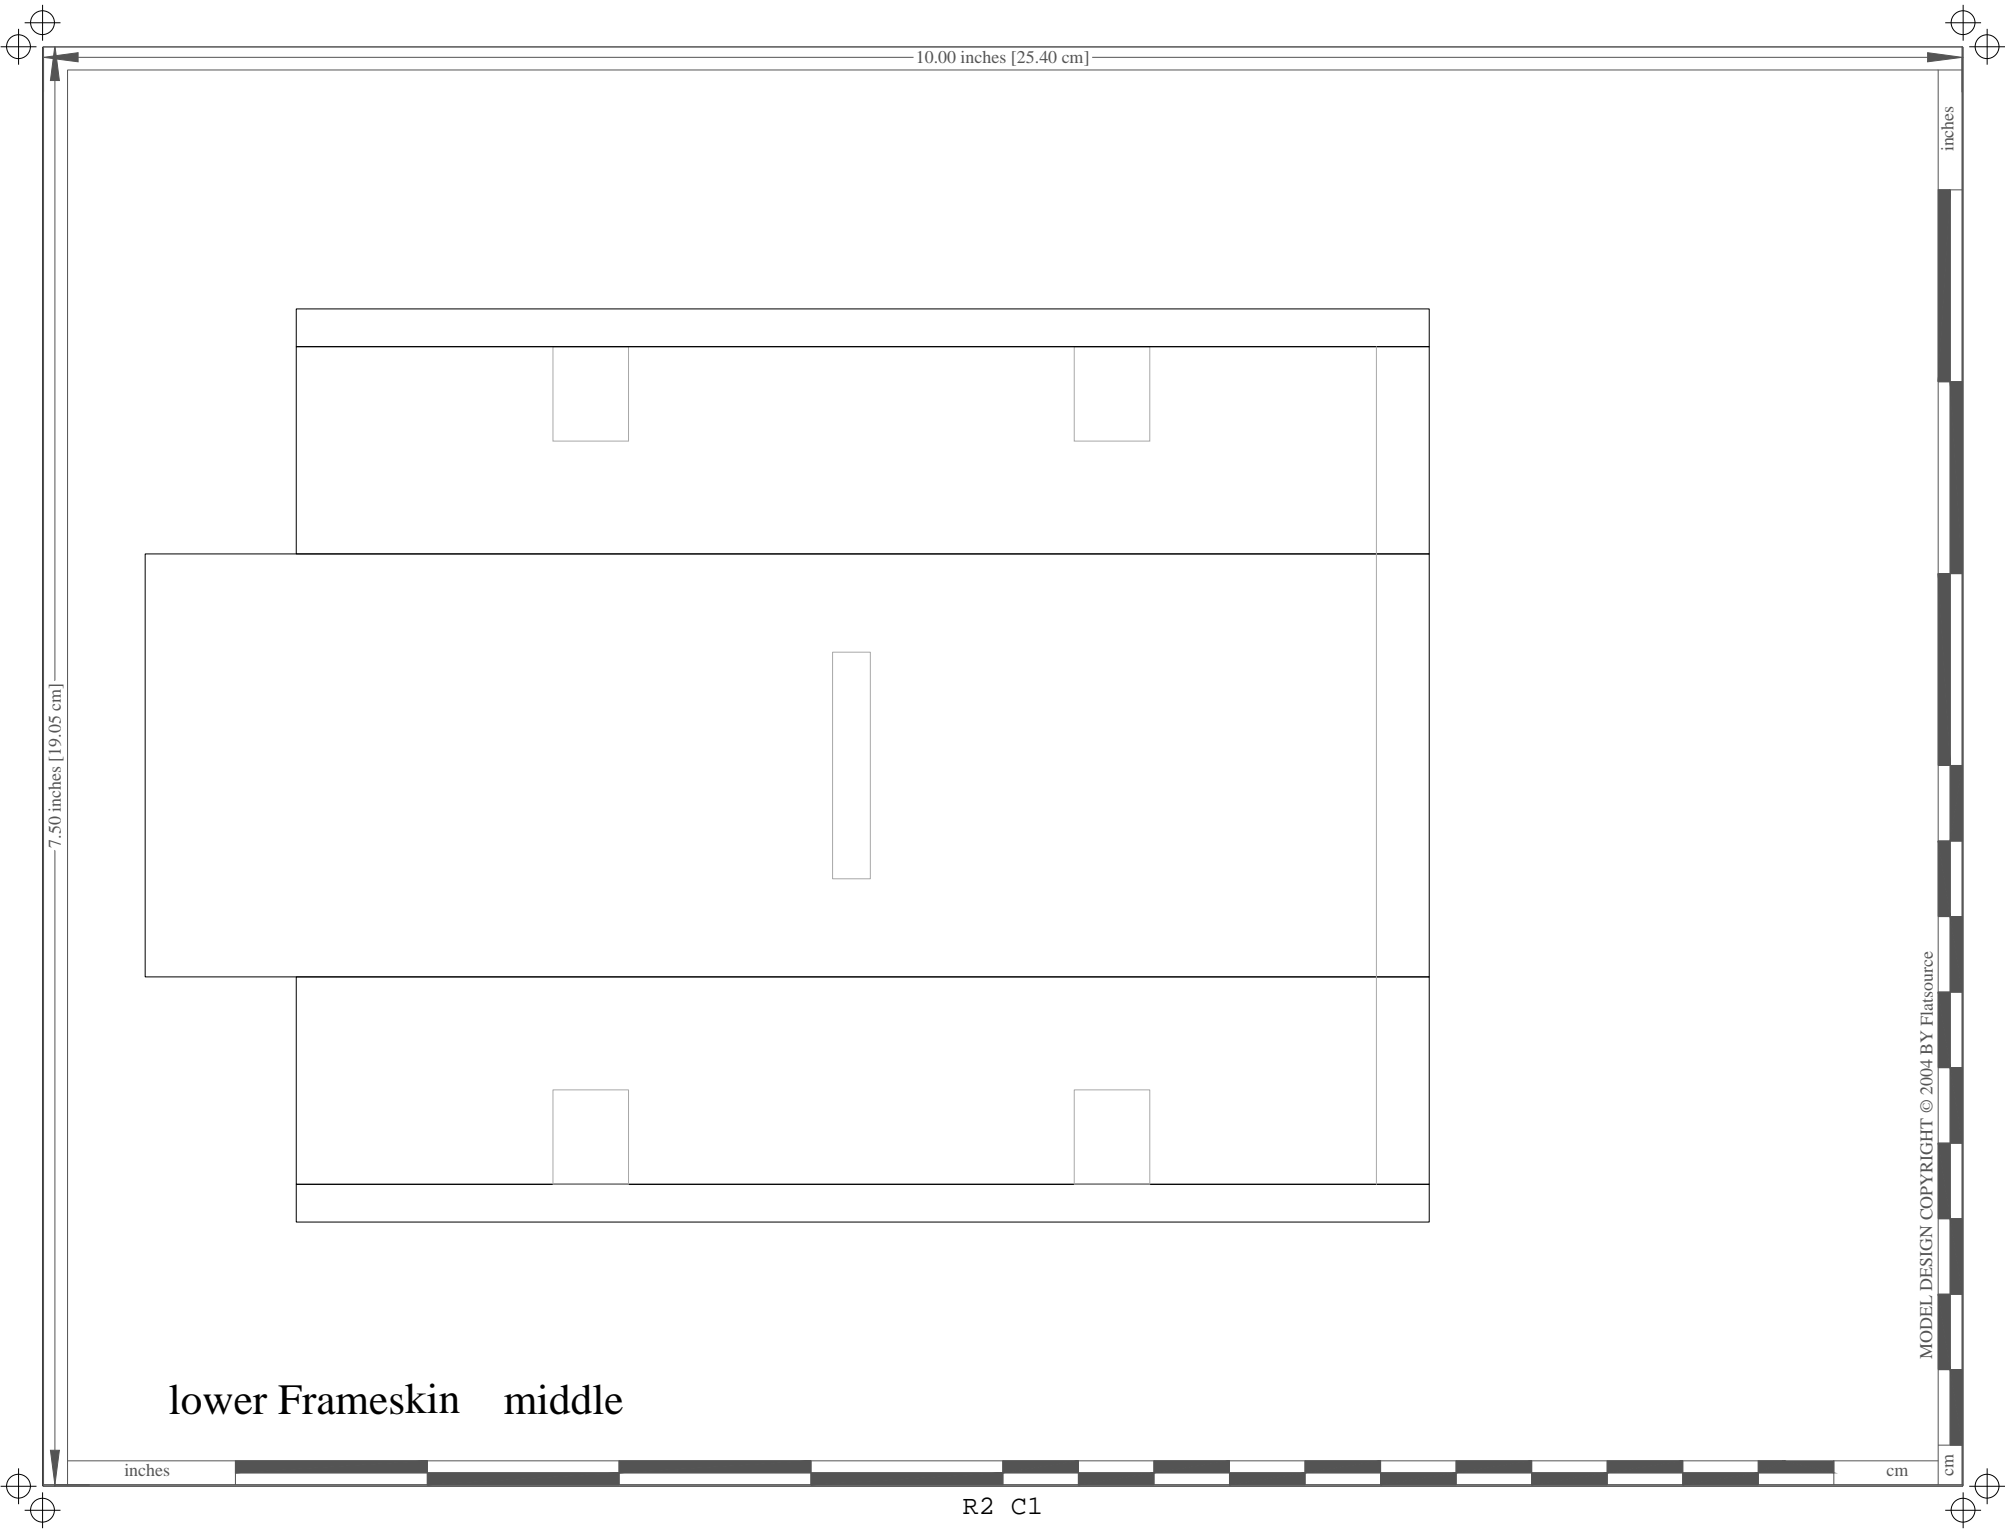 10.00 inches [25.40 cm]
inches
7.50 inches [19.05 cm]
MODEL DESIGN COPYRIGHT © 2004 BY Flatsource
lower Frameskin middle
inches
cm
cm
R2 C1